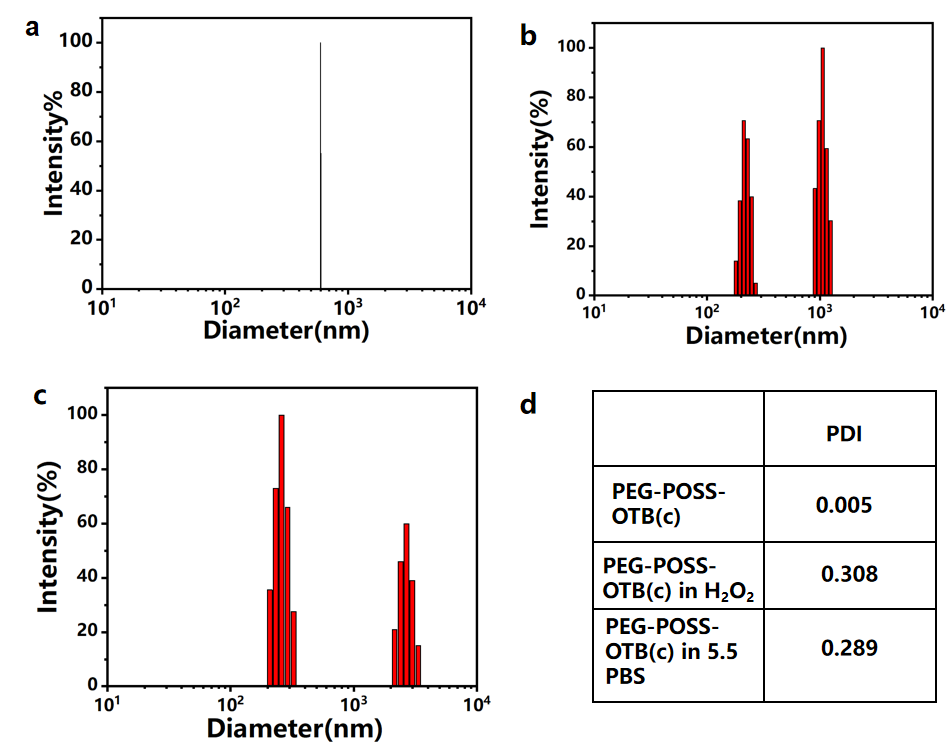 a
100
80
60
40
20
0
Intensity%
10¹ 10² 10³ 10⁴
Diameter(nm)
b
100
80
60
40
20
0
Intensity(%)
10¹ 10² 10³ 10⁴
Diameter(nm)
c
100
80
60
40
20
0
Intensity(%)
10¹ 10² 10³ 10⁴
Diameter(nm)
d
PDI
PEG-POSS-
OTB(c)
0.005
PEG-POSS-
OTB(c) in H₂O₂
0.308
PEG-POSS-
OTB(c) in 5.5
PBS
0.289